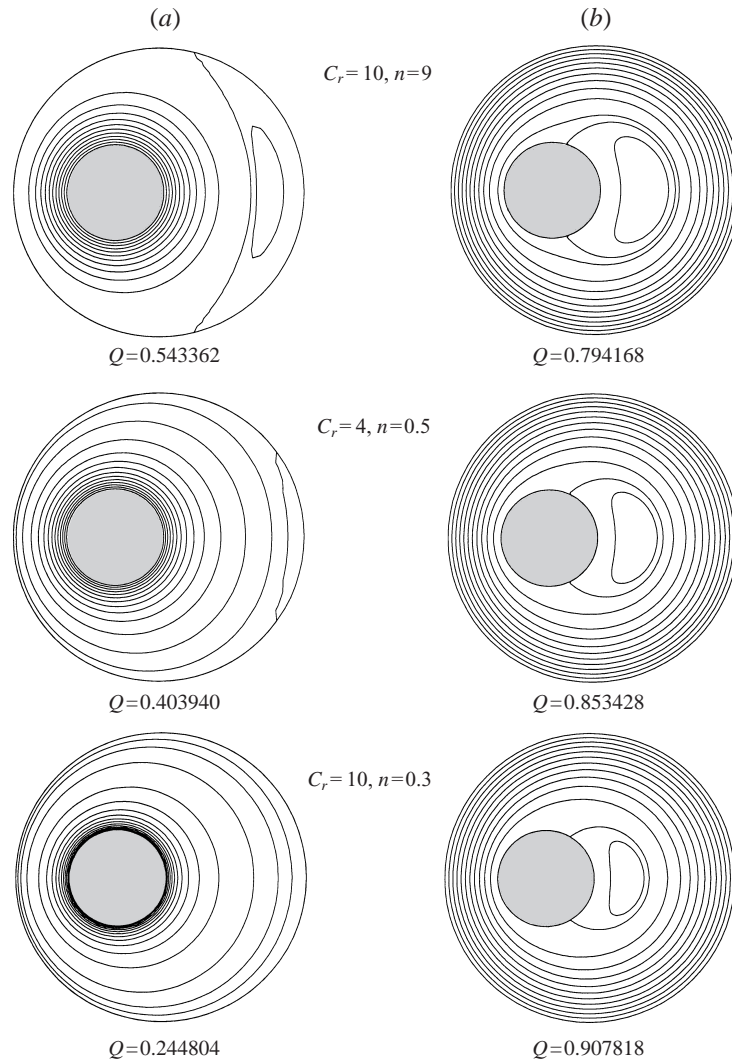 (a) (b)
C_r=10, n=9
Q=0.543362 Q=0.794168
C_r=4, n=0.5
Q=0.403940 Q=0.853428
C_r=10, n=0.3
Q=0.244804 Q=0.907818